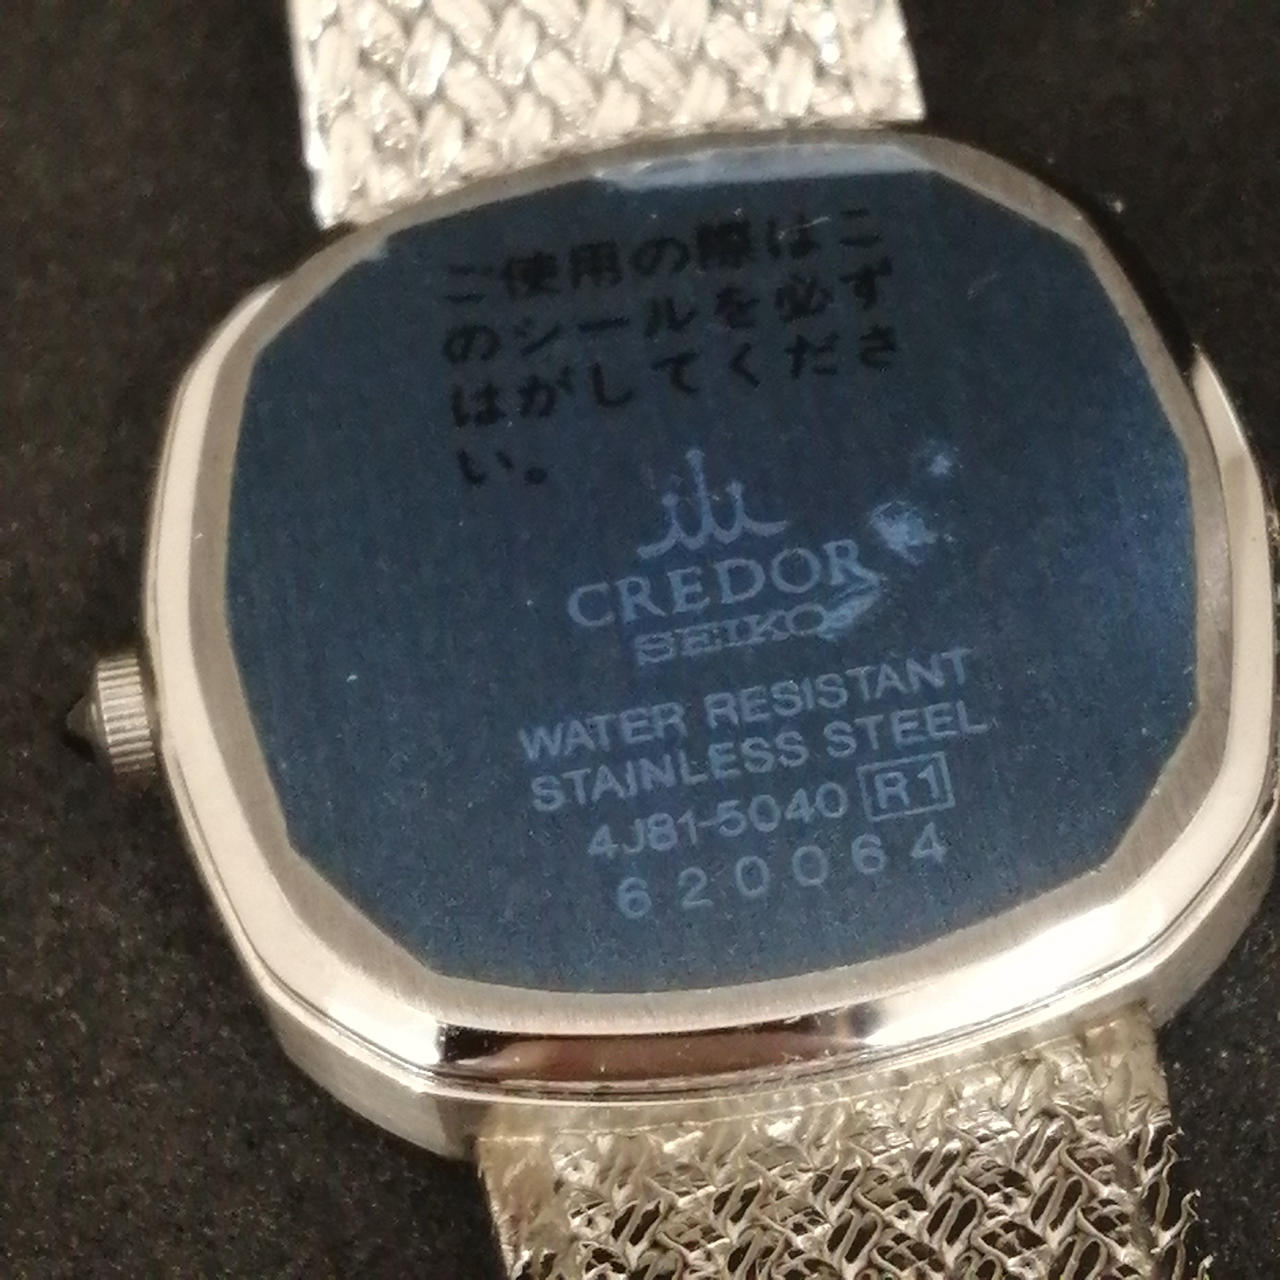 ご使用の際はこ
のシールを必ず
はがしてくださ
い。
CREDOR
SEIKO
WATER RESISTANT
STAINLESS STEEL
4J81-5040 R1
620064